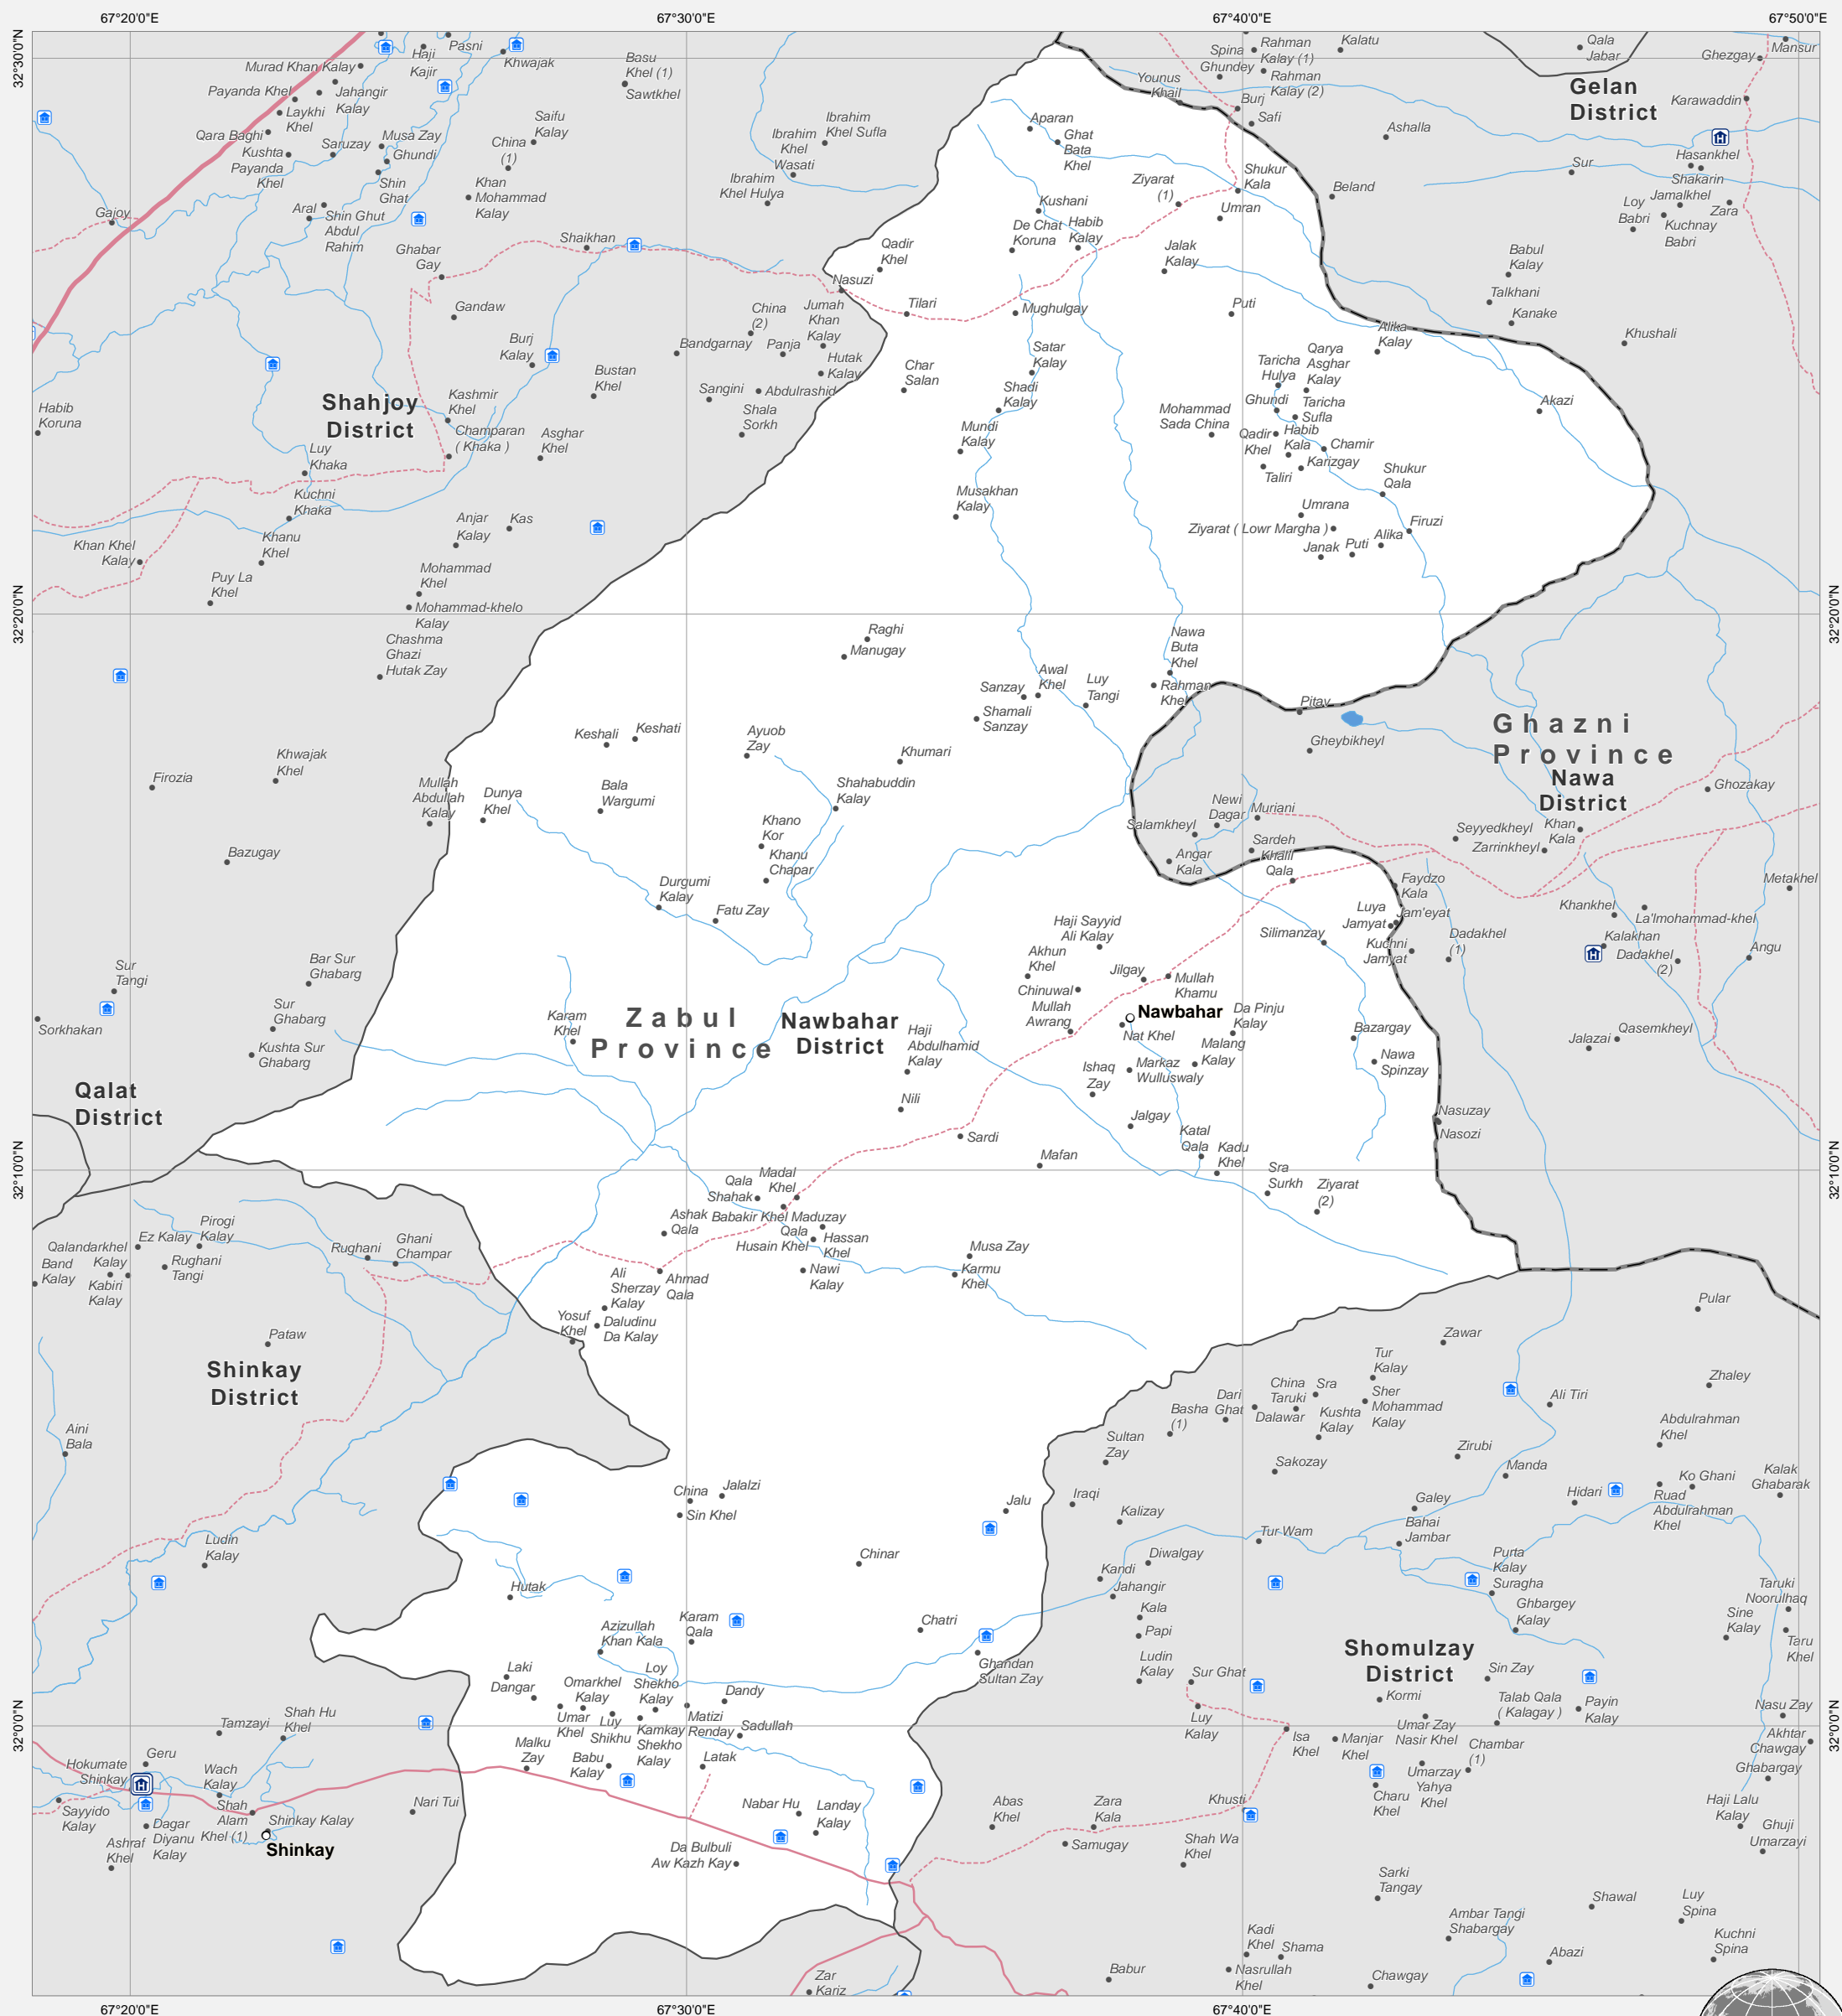 67°20'0"E
67°30'0"E
67°40'0"E
67°50'0"E
32°30'0"N
32°20'0"N
32°10'0"N
32°0'0"N
Murad Khan Kalay
Haji
Kajir
Pasni
Khwajak
Basu
Khel (1)
Sawtkhel
Payanda Khel
Jahangir
Kalay
Laykhi
Khel
Qara Baghi
Kushta
Payanda
Khel
Saruzay
Musa Zay
Ghundi
Shin
Ghat
China
(1)
Saifu
Kalay
Khan
Mohammad
Kalay
Ibrahim
Khel
Wasati
Ibrahim
Khel Sufla
Ibrahim
Khel Hulya
Gajoy
Aral
Shin Ghut
Abdul
Rahim
Ghabar
Gay
Shaikhan
Gandaw
Burj
Kalay
Bustan
Khel
Bandgarnay
China
(2)
Panja
Jumah
Khan
Kalay
Hutak
Kalay
Sangini
Abdulrashid
Shala
Sorkh
Habib
Koruna
Shahjoy
District
Kashmir
Khel
Champaran
( Khaka )
Asghar
Khel
Luy
Khaka
Kuchni
Khaka
Khan Khel
Kalay
Khanu
Khel
Puy La
Khel
Anjar
Kalay
Kas
Mohammad
Khel
Mohammad-khelo
Kalay
Chashma
Ghazi
Hutak Zay
Spina
Ghundey
Rahman
Kalay (1)
Rahman
Kalay (2)
Kalatu
Qala
Jabar
Ghezgay
Mansur
Gelan
District
Karawaddin
Younus
Khail
Burj
Safi
Ashalla
Sur
Hasankhel
Shakarin
Jamalkhel
Loy
Babri
Kuchnay
Babri
Zara
Aparan
Ghat
Bata
Khel
Ziyarat
(1)
Shukur
Kala
Umran
Beland
Kushani
De Chat
Koruna
Habib
Kalay
Jalak
Kalay
Babul
Kalay
Talkhani
Kanake
Khushali
Qadir
Khel
Nasuzi
Tilari
Mughulgay
Puti
Alika
Kalay
Satar
Kalay
Shadi
Kalay
Char
Salan
Taricha
Hulya
Qarya
Asghar
Kalay
Ghundi
Taricha
Sufla
Akazi
Mohammad
Sada China
Qadir
Khel
Habib
Kala
Chamir
Karizgay
Taliri
Shukur
Qala
Mundi
Kalay
Musakhan
Kalay
Umrana
Ziyarat ( Lowr Margha )
Firuzi
Alika
Janak
Puti
Raghi
Manugay
Nawa
Buta
Khel
Rahman
Khel
Sanzay
Awal
Khel
Luy
Tangi
Shamali
Sanzay
Pitay
Gheybikheyl
Ghazni
Province
Nawa
District
Ghozakay
Firozia
Khwajak
Khel
Keshali
Keshati
Ayuob
Zay
Khumari
Mullah
Abdullah
Kalay
Dunya
Khel
Bala
Wargumi
Shahabuddin
Kalay
Khano
Kor
Khanu
Chapar
Bazugay
Durgumi
Kalay
Fatu Zay
Salamkheyl
Newi
Dagar
Muriani
Sardeh
Khalil
Qala
Angar
Kala
Seyyedkheyl
Khan
Kala
Zarrinkheyl
Metakhel
Faydzo
Kala
Luya
Jamyat
Jam'eyat
Kuchni
Jamyat
Dadakhel
(1)
Khankhel
La'lmohammad-khel
Kalakhan
Dadakhel
(2)
Angu
Haji Sayyid
Ali Kalay
Akhun
Khel
Jilgay
Silimanzay
Chinuwal
Mullah
Khamu
Mullah
Awrang
Nawbahar
Nat Khel
Da Pinju
Kalay
Bazargay
Jalazai
Qasemkheyl
Sur
Tangi
Bar Sur
Ghabarg
Sorkhakan
Sur
Ghabarg
Kushta Sur
Ghabarg
Karam
Khel
Zabul
Province
Nawbahar
District
Haji
Abdulhamid
Kalay
Nili
Ishaq
Zay
Markaz
Wulluswaly
Malang
Kalay
Nawa
Spinzay
Jalgay
Qalat
District
Sardi
Mafan
Katal
Qala
Kadu
Khel
Sra
Surkh
Ziyarat
(2)
Nasuzay
Nasozi
Qala
Shahak
Madal
Khel
Ashak
Qala
Babakir Khel
Maduzay
Qala
Husain Khel
Hassan
Khel
Nawi
Kalay
Musa Zay
Karmu
Khel
Qalandarkhel
Kalay
Ez Kalay
Pirogi
Kalay
Band
Kalay
Kabiri
Kalay
Rughani
Tangi
Rughani
Ghani
Champar
Ali
Sherzay
Kalay
Ahmad
Qala
Yosuf
Khel
Daludinu
Da Kalay
Pular
Zawar
Pataw
Shinkay
District
Aini
Bala
Tur
Kalay
China
Taruki
Sra
Sher
Mohammad
Kalay
Dari
Ghat
Dalawar
Kushta
Kalay
Basha
(1)
Ali Tiri
Zhaley
Abdulrahman
Khel
Sultan
Zay
Sakozay
Zirubi
Manda
Ko Ghani
Kalak
Ghabarak
China
Jalalzi
Sin Khel
Jalu
Iraqi
Kalizay
Galey
Hidari
Ruad
Abdulrahman
Khel
Tur Wam
Bahai
Jambar
Ludin
Kalay
Chinar
Diwalgay
Kandi
Jahangir
Purta
Kalay
Suragha
Hutak
Kala
Papi
Ghbargey
Kalay
Taruki
Noorulhaq
Sine
Kalay
Taru
Khel
Azizullah
Khan Kala
Karam
Qala
Chatri
Ghandan
Sultan Zay
Ludin
Kalay
Shomulzay
District
Sur Ghat
Sin Zay
Laki
Dangar
Omarkhel
Kalay
Loy
Shekho
Kalay
Dandy
Kormi
Talab Qala
( Kalagay )
Payin
Kalay
Nasu Zay
Umar
Khel
Luy
Shikhu
Kamkay
Shekho
Kalay
Matizi
Renday
Sadullah
Luy
Kalay
Isa
Khel
Manjar
Khel
Umar Zay
Nasir Khel
Chambar
(1)
Akhtar
Chawgay
Tamzayi
Shah Hu
Khel
Malku
Zay
Babu
Kalay
Latak
Umarzay
Yahya
Khel
Ghabargay
Hokumate
Shinkay
Geru
Wach
Kalay
Charu
Khel
Sayyido
Kalay
Shah
Alam
Khel (1)
Shinkay Kalay
Nari Tui
Nabar Hu
Landay
Kalay
Abas
Khel
Zara
Kala
Khusti
Haji Lalu
Kalay
Ghuji
Umarzayi
Ashraf
Khel
Dagar
Diyanu
Kalay
Shinkay
Da Bulbuli
Aw Kazh Kay
Samugay
Shah Wa
Khel
Sarki
Tangay
Shawal
Luy
Spina
Ambar Tangi
Shabargay
Kuchni
Spina
Kadi
Khel
Shama
Abazi
Babur
Nasrullah
Khel
Chawgay
Zar
Kariz
67°20'0"E
67°30'0"E
67°40'0"E
32°30'0"N
32°20'0"N
32°10'0"N
32°0'0"N